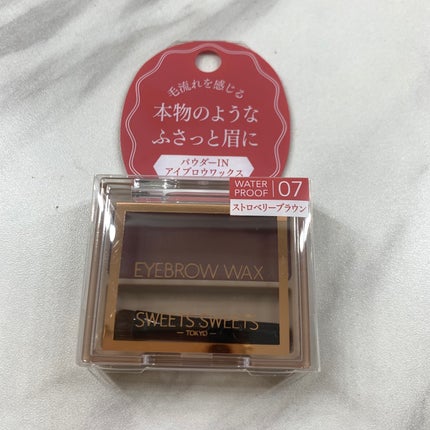 毛流れを感じる
本物のような
ふさっと眉に
パウダーIN
アイブロウワックス
WATER
PROOF
07
ストロベリーブラウン
EYEBROW WAX
SWEETS SWEETS
TOKYO